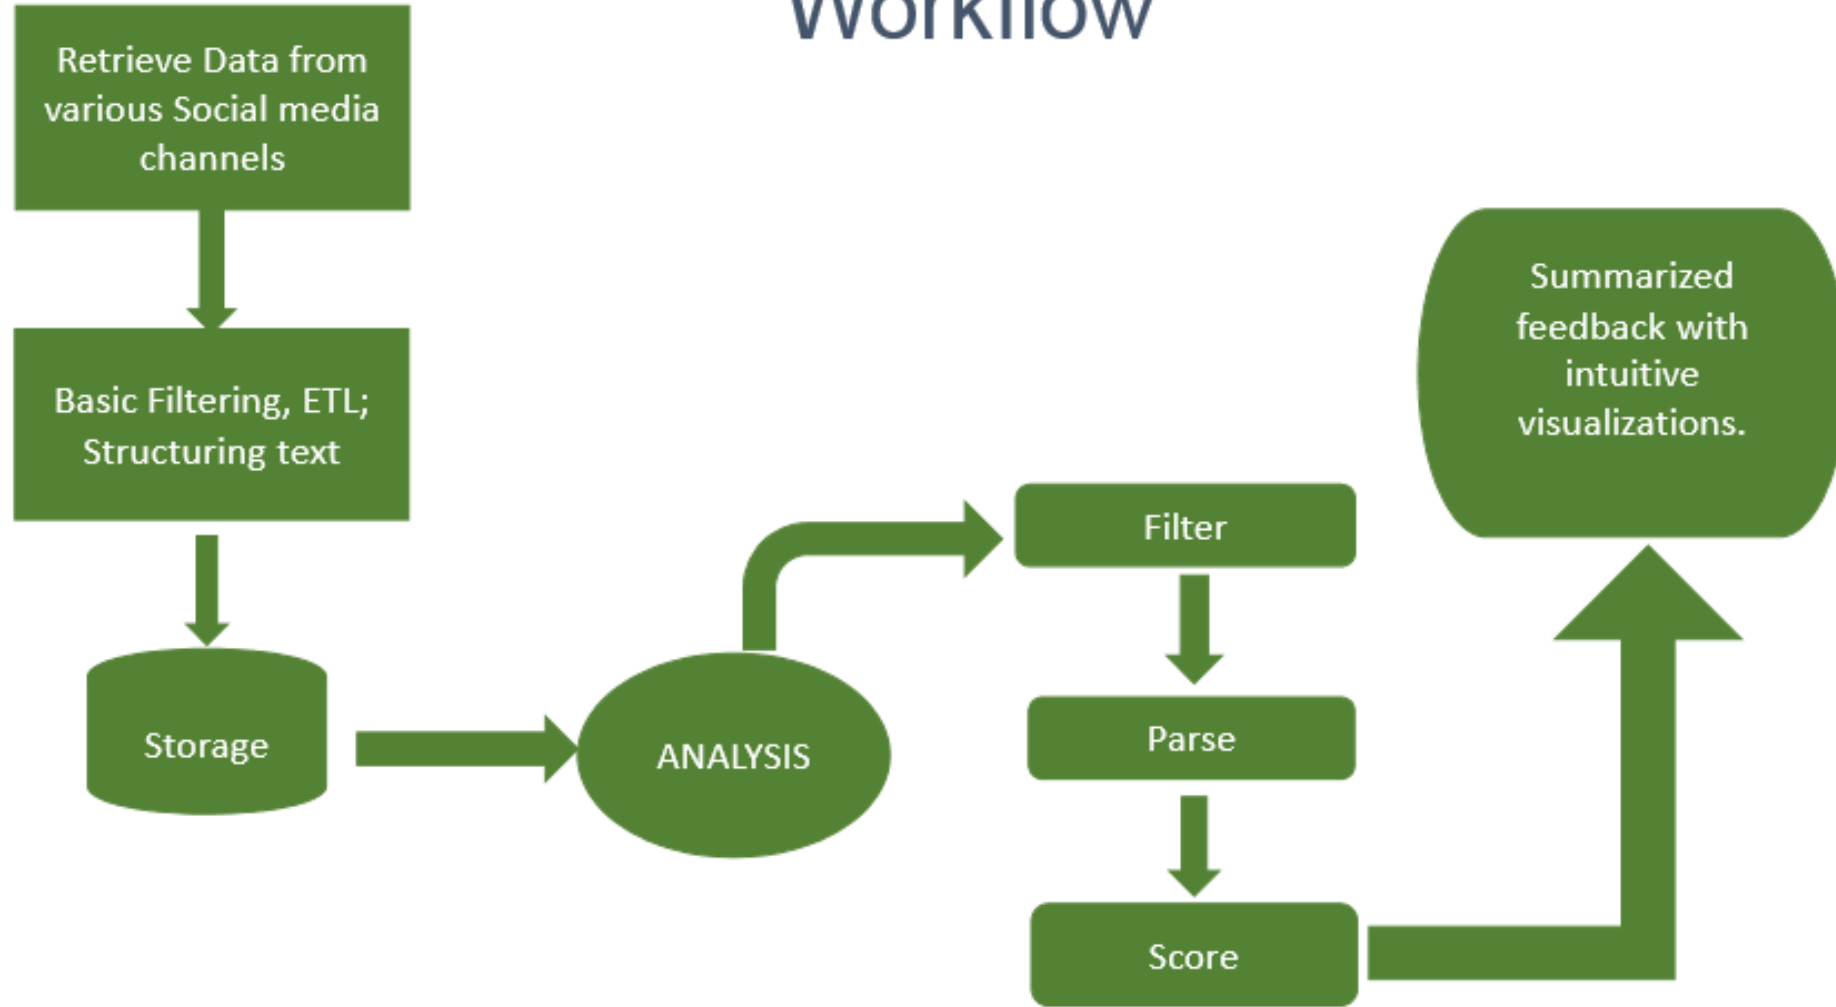 Workflow
Retrieve Data from
various Social media
channels
Basic Filtering, ETL;
Structuring text
Storage
ANALYSIS
Filter
Parse
Score
Summarized
feedback with
intuitive
visualizations.